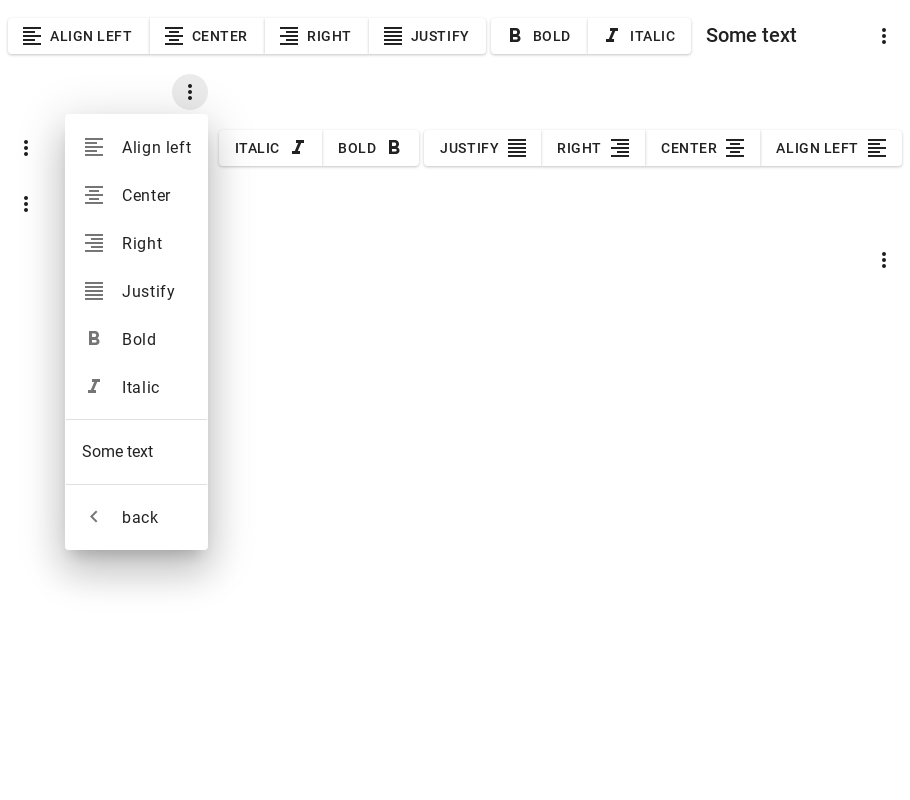 ALIGN LEFT CENTER RIGHT JUSTIFY BOLD ITALIC Some text
ITALIC BOLD JUSTIFY RIGHT CENTER ALIGN LEFT
Align left
Center
Right
Justify
Bold
Italic
Some text
back